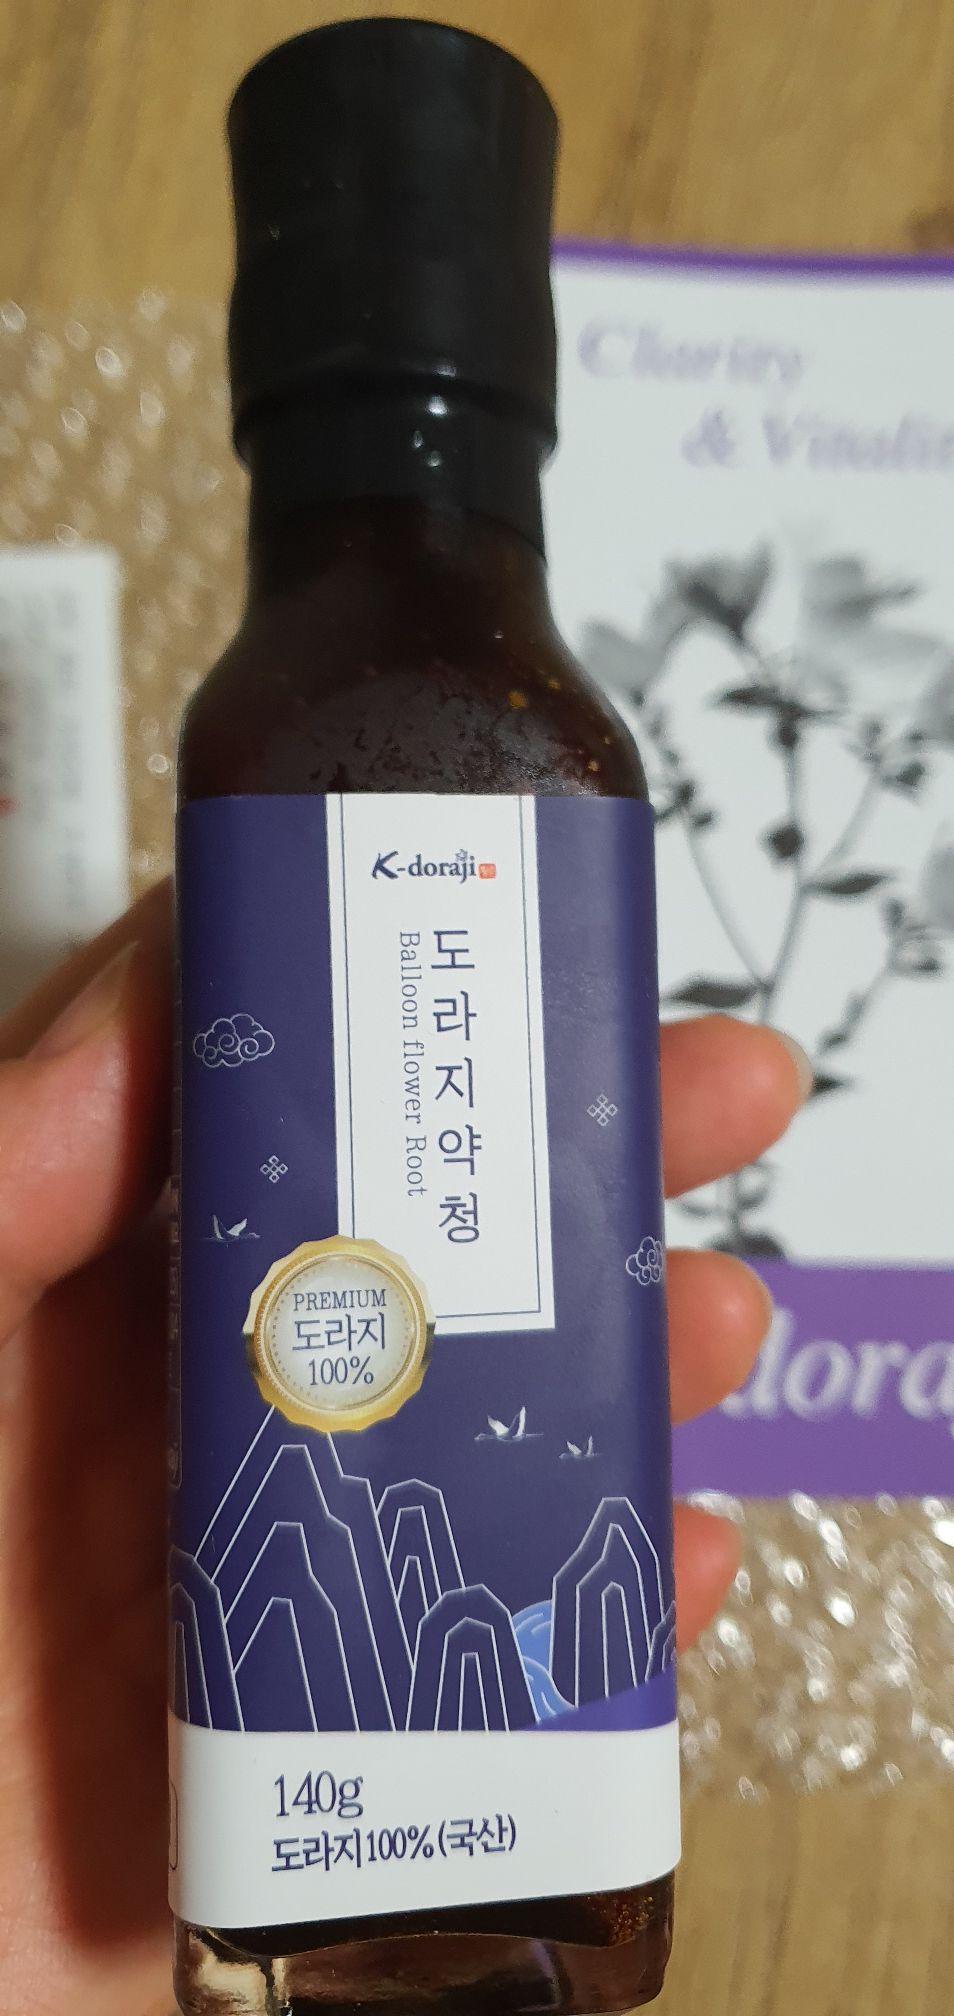 Clarity
& Vitalit
K-doraji
도라지약청
Balloon flower Root
PREMIUM
도라지
100%
doraj
140g
도라지100%(국산)